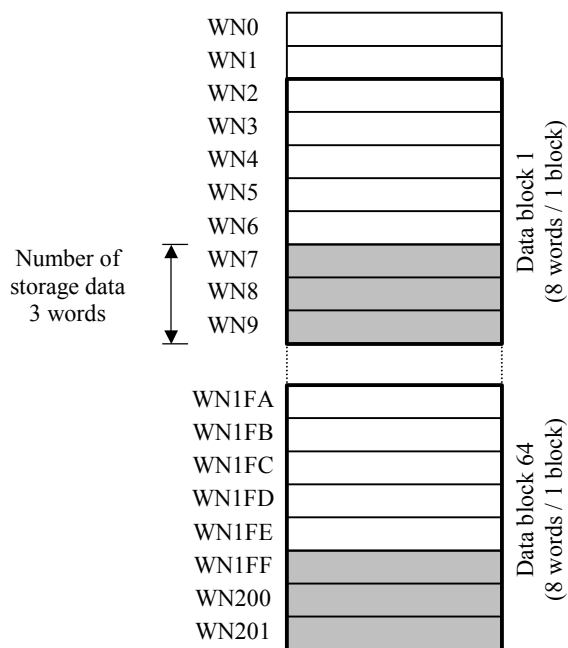 WN0
WN1
WN2
WN3
WN4
WN5
WN6
WN7
WN8
WN9
Number of
storage data
3 words
Data block 1
(8 words / 1 block)
WN1FA
WN1FB
WN1FC
WN1FD
WN1FE
WN1FF
WN200
WN201
Data block 64
(8 words / 1 block)